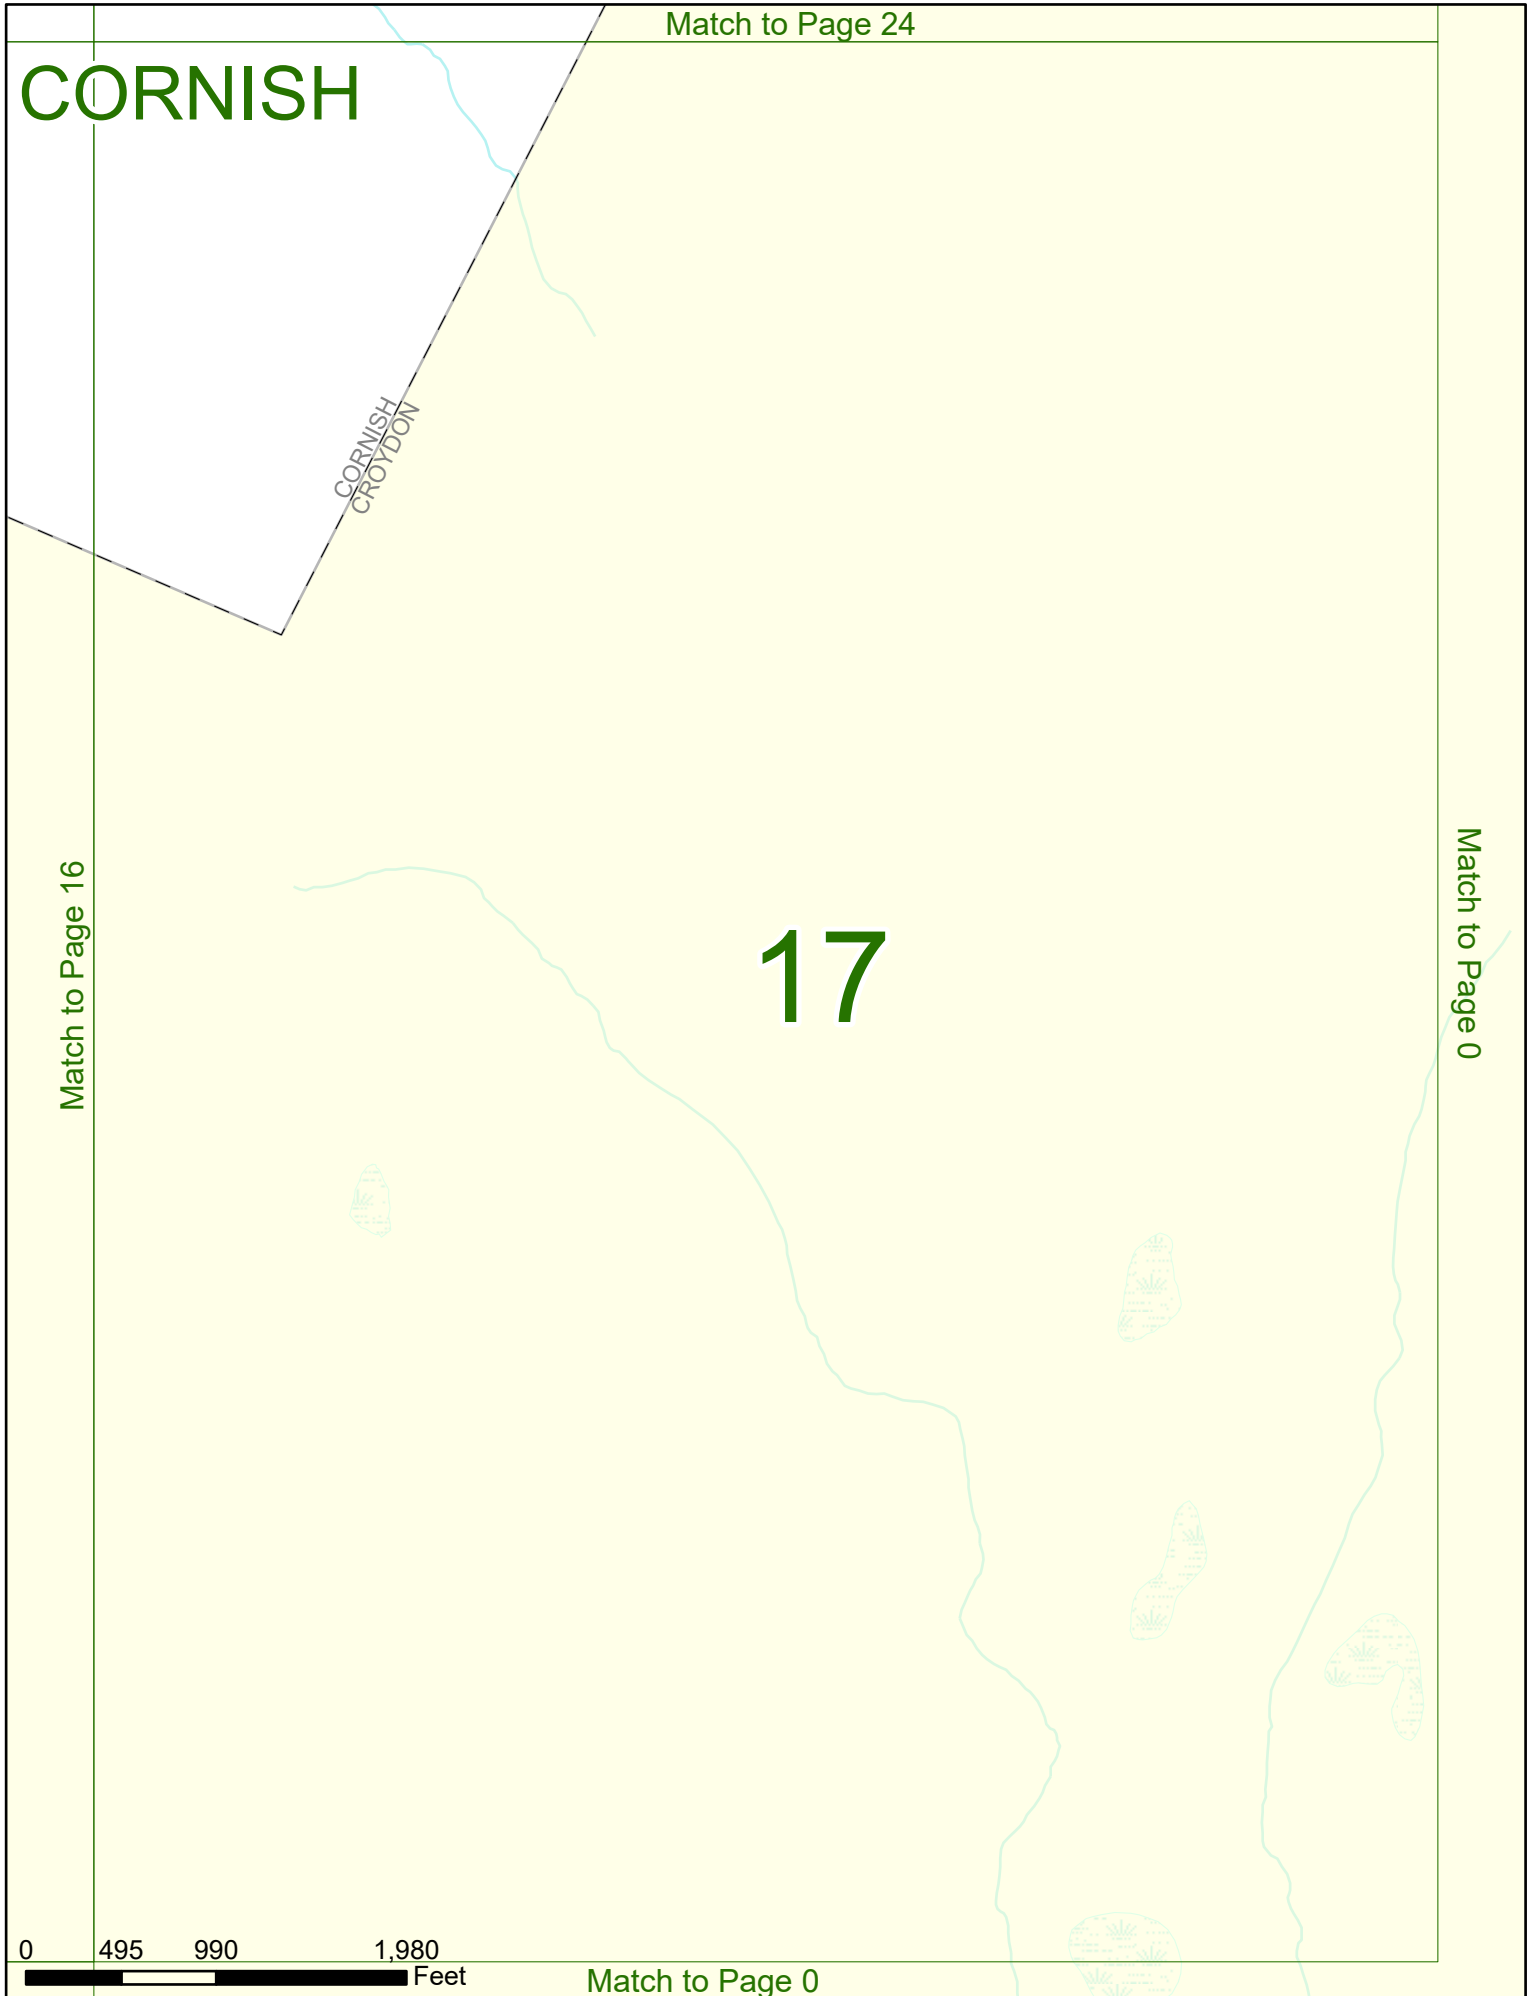 Match to Page 24
CORNISH
CORNISH
CROYDON
Match to Page 16
17
Match to Page 0
0 495 990 1,980
Feet
Match to Page 0